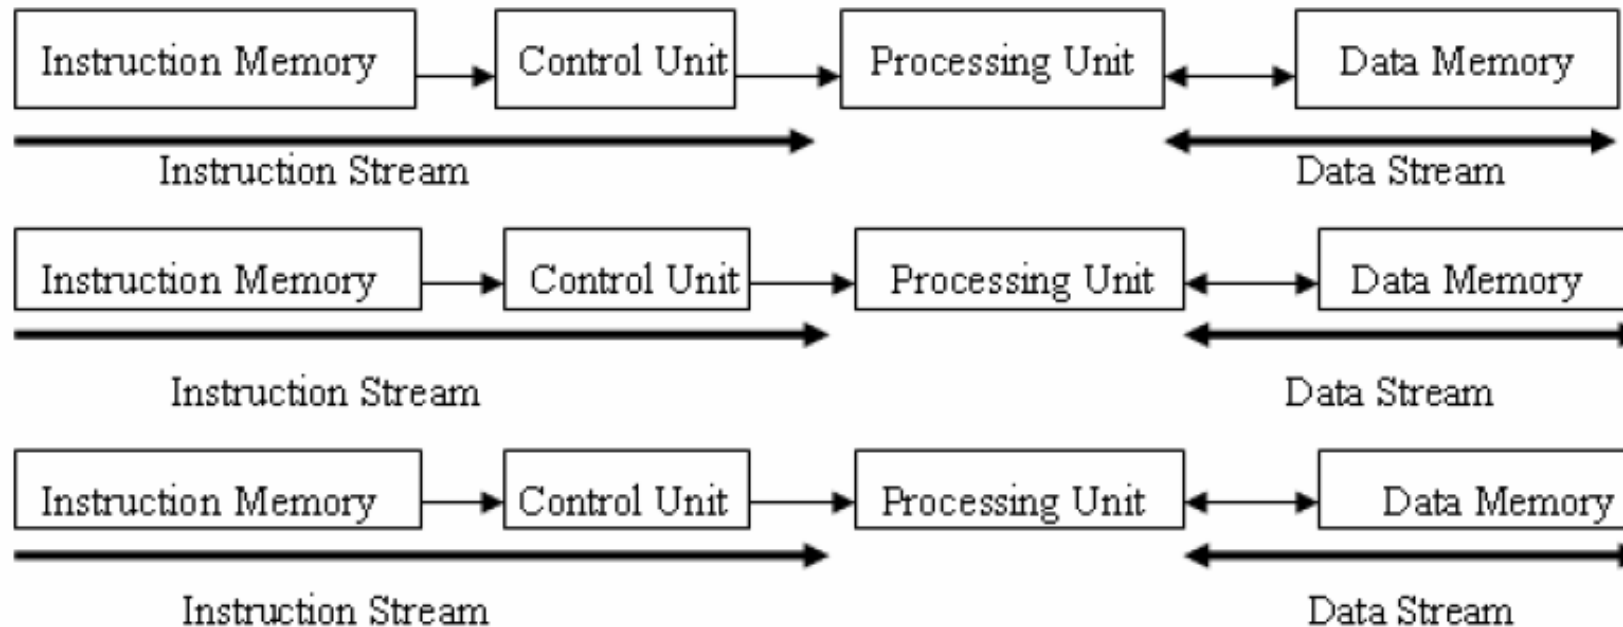 Instruction Memory Control Unit Processing Unit Data Memory
Instruction Stream Data Stream
Instruction Memory Control Unit Processing Unit Data Memory
Instruction Stream Data Stream
Instruction Memory Control Unit Processing Unit Data Memory
Instruction Stream Data Stream